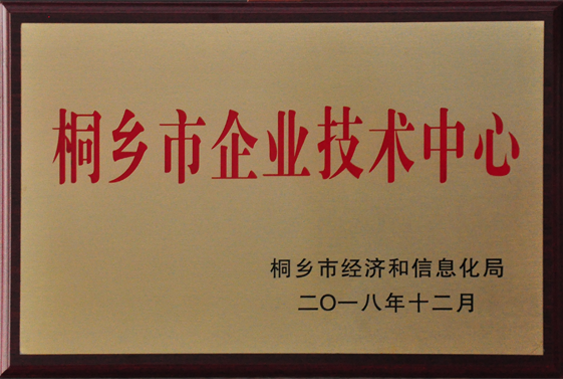 桐乡市企业技术中心
桐乡市经济和信息化局
二〇一八年十二月